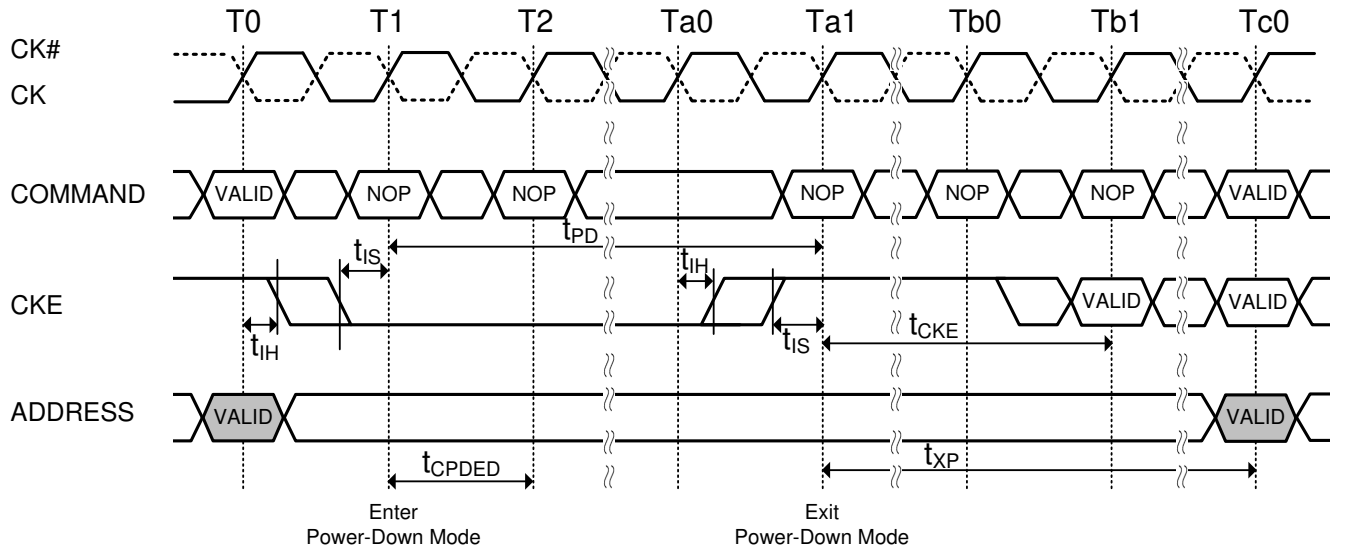 T0 T1 T2 Ta0 Ta1 Tb0 Tb1 Tc0
CK#
CK
COMMAND VALID NOP NOP NOP NOP NOP VALID
tPD
tIS tIH
CKE VALID VALID
tIH tIS tCKE
ADDRESS VALID VALID
tCPDED tXP
Enter
Power-Down Mode
Exit
Power-Down Mode